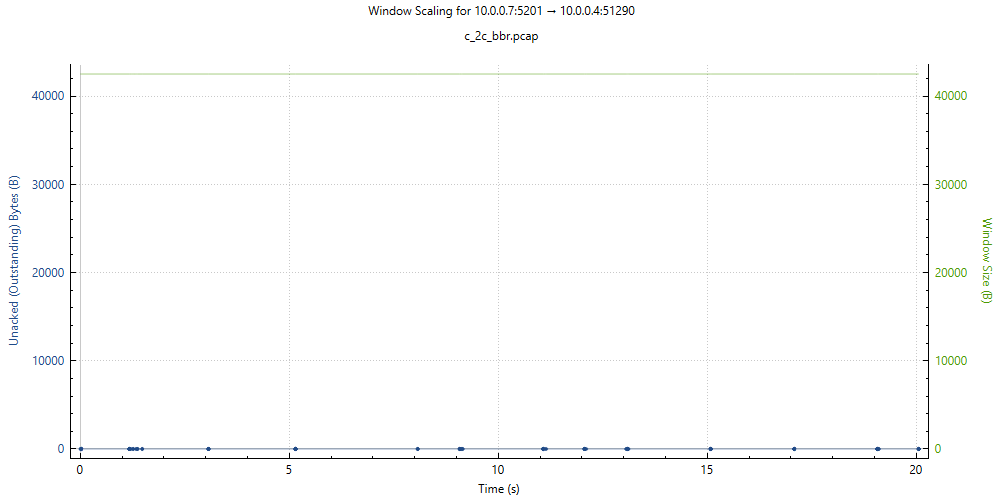 Window Scaling for 10.0.0.7:5201 → 10.0.0.4:51290
c_2c_bbr.pcap
40000
30000
20000
10000
0
Unacked (Outstanding) Bytes (B)
40000
30000
20000
10000
0
Window Size (B)
0 5 10 15 20
Time (s)